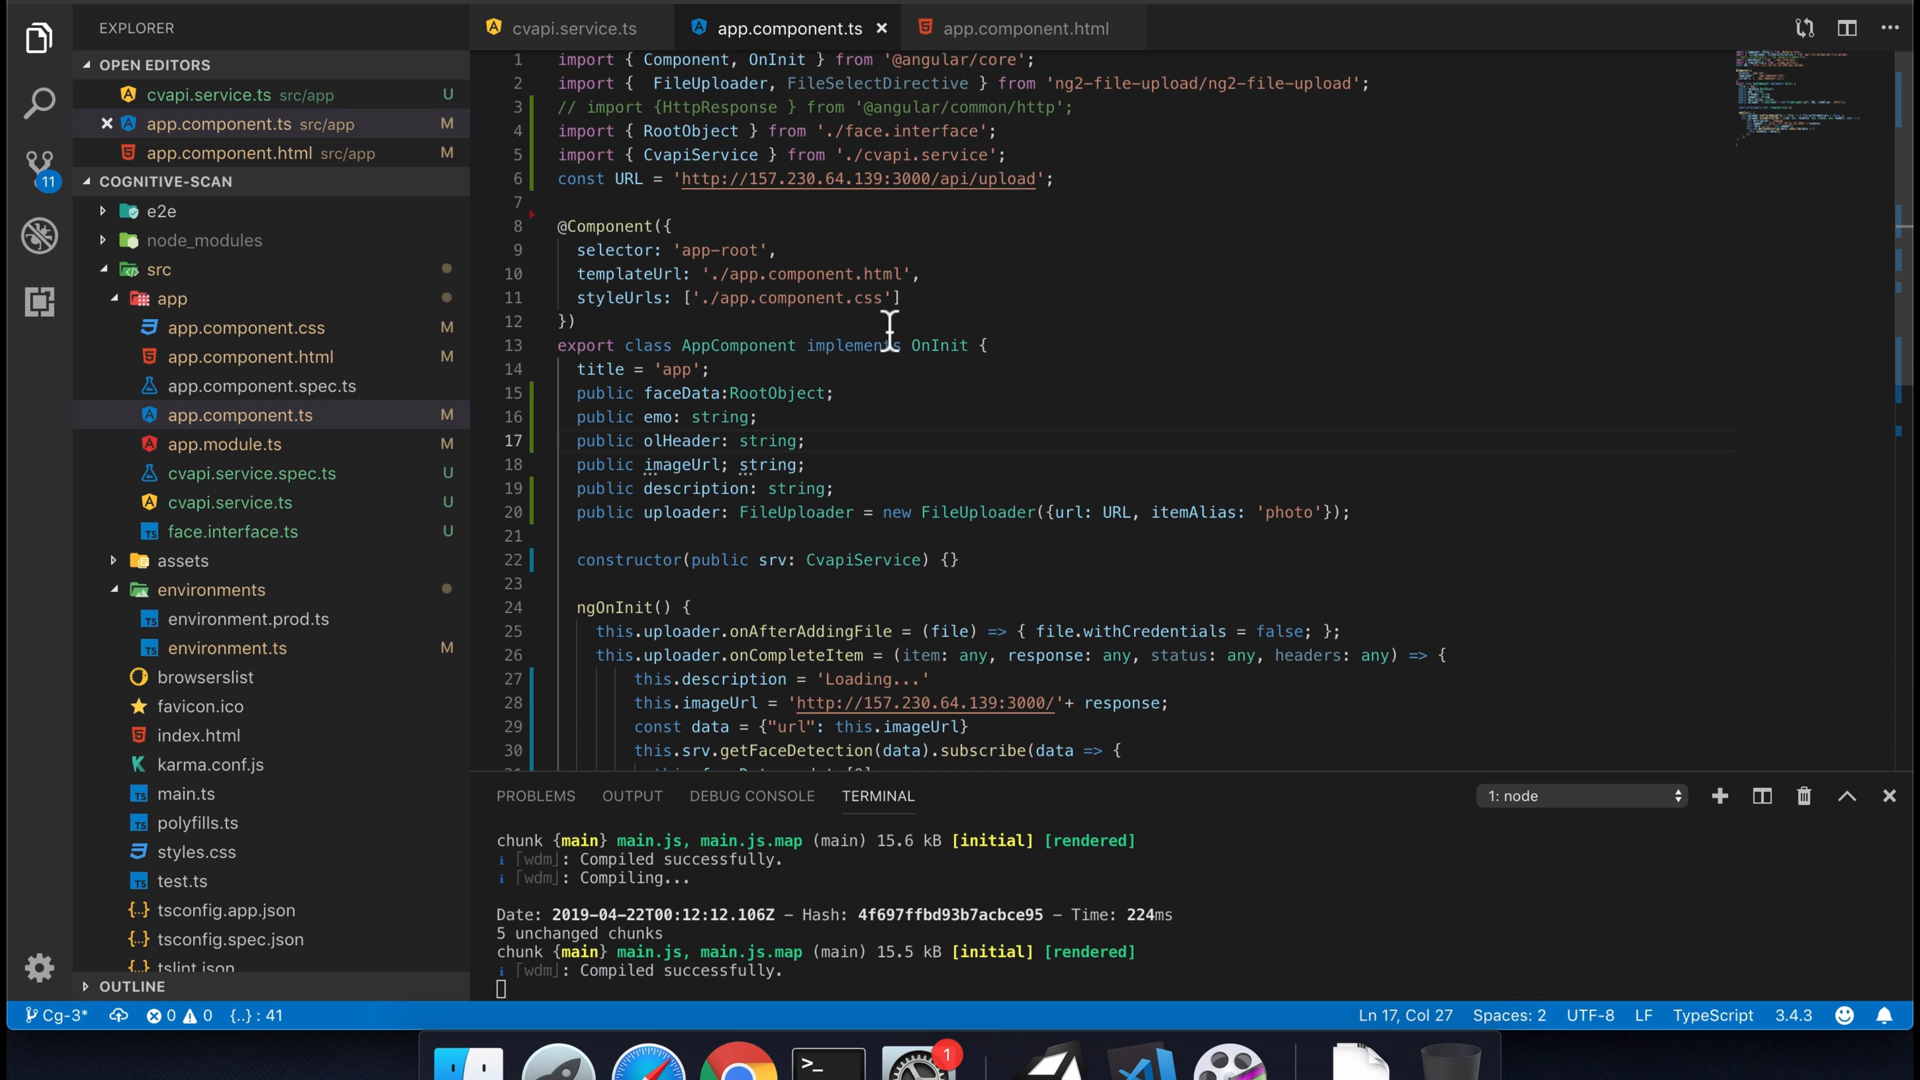 EXPLORER
OPEN EDITORS
cvapi.service.ts src/app U
app.component.ts src/app M
app.component.html src/app M
11
COGNITIVE-SCAN
e2e
node_modules
src
app
app.component.css M
app.component.html M
app.component.spec.ts
app.component.ts M
app.module.ts M
cvapi.service.spec.ts U
cvapi.service.ts U
face.interface.ts U
assets
environments
environment.prod.ts
environment.ts M
browserslist
favicon.ico
index.html
karma.conf.js
main.ts
polyfills.ts
styles.css
test.ts
tsconfig.app.json
tsconfig.spec.json
tslint.json
OUTLINE
cvapi.service.ts app.component.ts app.component.html
1 import { Component, OnInit } from '@angular/core';
2 import {  FileUploader, FileSelectDirective } from 'ng2-file-upload/ng2-file-upload';
3 // import {HttpResponse } from '@angular/common/http';
4 import { RootObject } from './face.interface';
5 import { CvapiService } from './cvapi.service';
6 const URL = 'http://157.230.64.139:3000/api/upload';
7
8 @Component({
9   selector: 'app-root',
10   templateUrl: './app.component.html',
11   styleUrls: ['./app.component.css']
12 })
13 export class AppComponent implements OnInit {
14   title = 'app';
15   public faceData:RootObject;
16   public emo: string;
17   public olHeader: string;
18   public imageUrl; string;
19   public description: string;
20   public uploader: FileUploader = new FileUploader({url: URL, itemAlias: 'photo'});
21
22   constructor(public srv: CvapiService) {}
23
24   ngOnInit() {
25     this.uploader.onAfterAddingFile = (file) => { file.withCredentials = false; };
26     this.uploader.onCompleteItem = (item: any, response: any, status: any, headers: any) => {
27         this.description = 'Loading...'
28         this.imageUrl = 'http://157.230.64.139:3000/'+ response;
29         const data = {"url": this.imageUrl}
30         this.srv.getFaceDetection(data).subscribe(data => {
PROBLEMS OUTPUT DEBUG CONSOLE TERMINAL 1: node
chunk {main} main.js, main.js.map (main) 15.6 kB [initial] [rendered]
i ｢wdm｣: Compiled successfully.
i ｢wdm｣: Compiling...
Date: 2019-04-22T00:12:12.106Z - Hash: 4f697ffbd93b7acbce95 - Time: 224ms
5 unchanged chunks
chunk {main} main.js, main.js.map (main) 15.5 kB [initial] [rendered]
i ｢wdm｣: Compiled successfully.
Cg-3* 0 0 {..} : 41 Ln 17, Col 27 Spaces: 2 UTF-8 LF TypeScript 3.4.3
>_
1